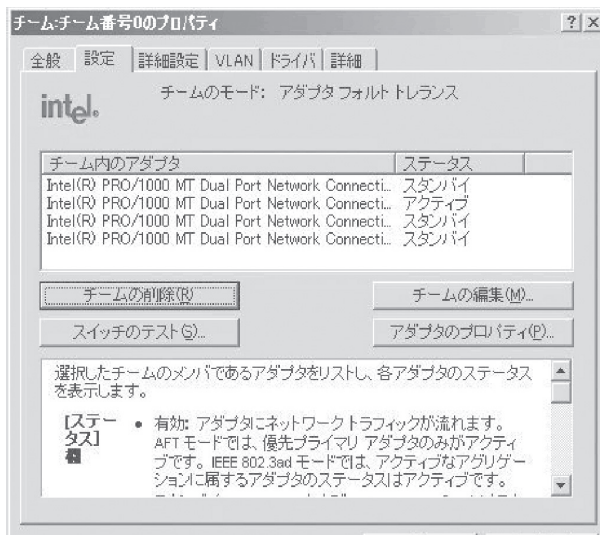 チーム:チーム番号0のプロパティ
全般 設定 詳細設定 VLAN ドライバ 詳細
intel.
チームのモード: アダプタ フォルト トレランス
チーム内のアダプタ ステータス
Intel(R) PRO/1000 MT Dual Port Network Connecti... スタンバイ
Intel(R) PRO/1000 MT Dual Port Network Connecti... アクティブ
Intel(R) PRO/1000 MT Dual Port Network Connecti... スタンバイ
Intel(R) PRO/1000 MT Dual Port Network Connecti... スタンバイ
チームの削除(R) チームの編集(M)...
スイッチのテスト(S)... アダプタのプロパティ(P)...
選択したチームのメンバであるアダプタをリストし、各アダプタのステータス
を表示します。
[ステー
タス]
• 有効: アダプタにネットワークトラフィックが流れます。
AFT モードでは、優先プライマリ アダプタのみがアクティ
ブです。IEEE 802.3ad モードでは、アクティブなアグリゲー
ションに属するアダプタのステータスはアクティブです。